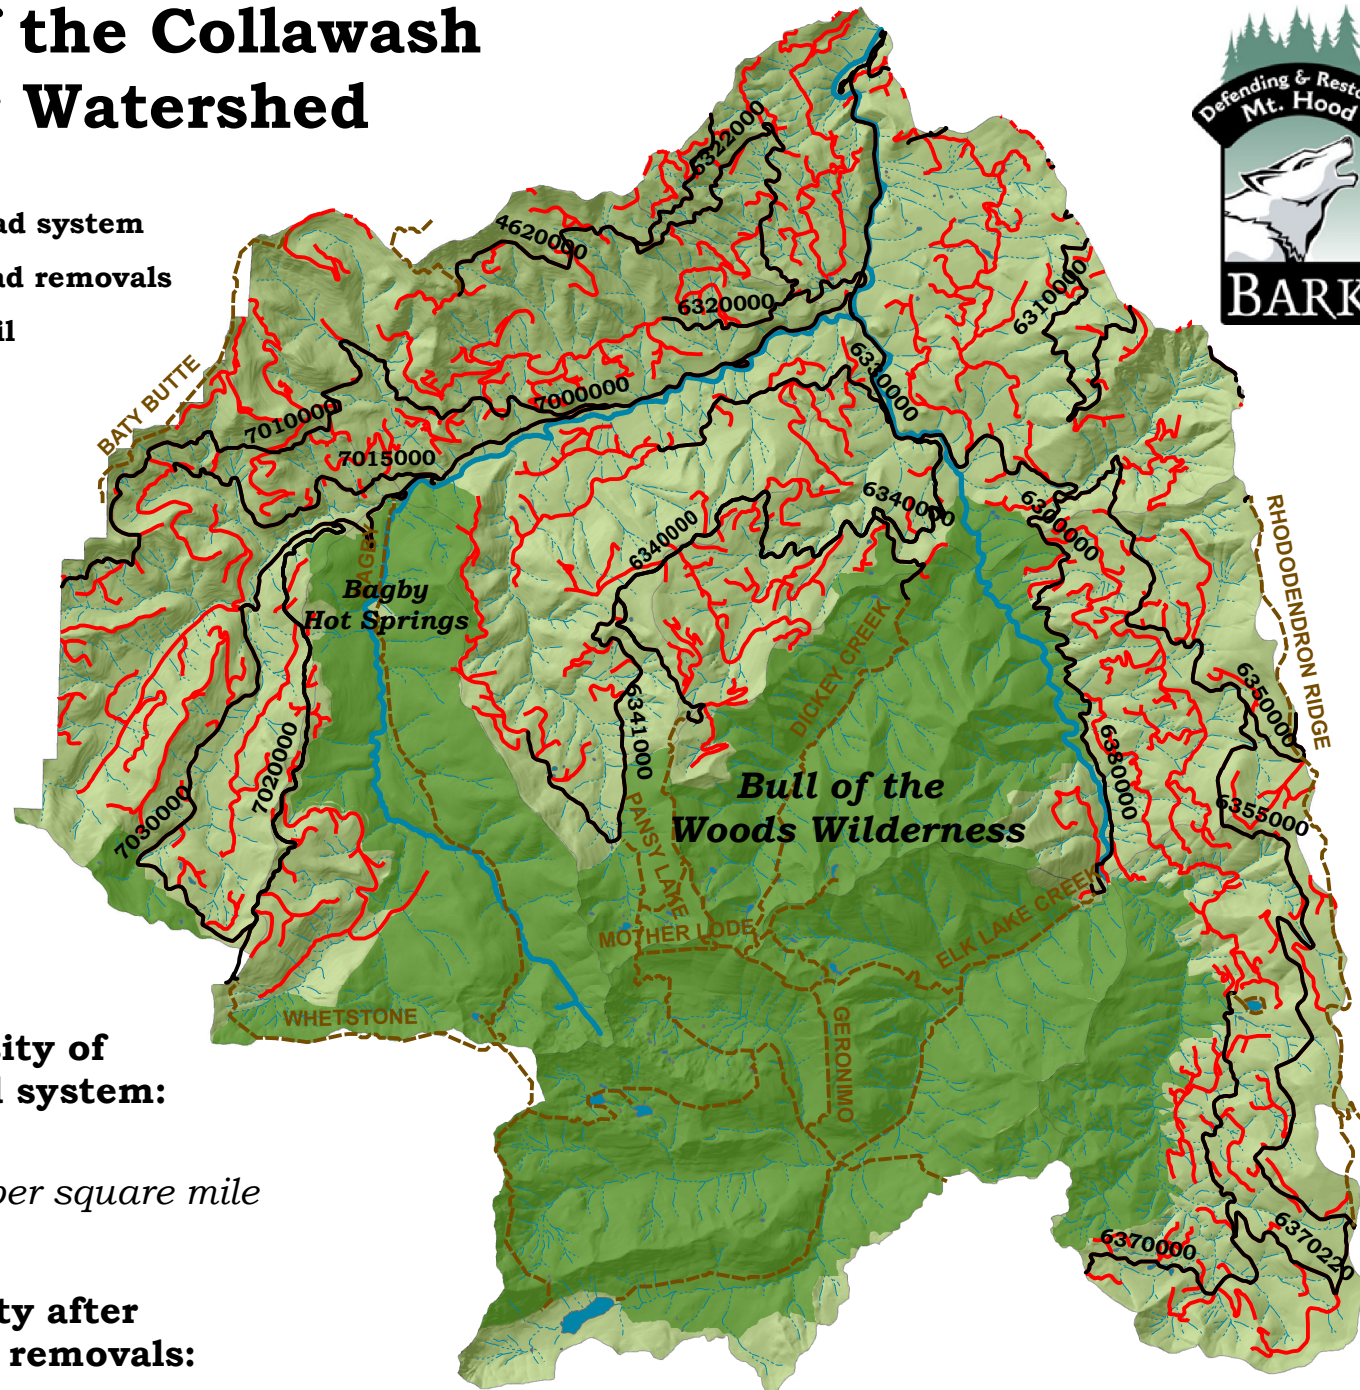 f the Collawash
Watershed
Defending & Resto
Mt. Hood
BARK
ad system
ad removals
il
6322000
4620000
6320000
6310000
BATY BUTTE
7010000
7000000
6330000
7015000
6340000
6340000
6300000
RHODODENDRON RIDGE
Bagby
Hot Springs
DICKEY CREEK
6350000
6341000
7020000
7030000
6380000
6355000
Bull of the
Woods Wilderness
PANSY LAKE
MOTHER LODE
ELK LAKE CREEK
WHETSTONE
GERONIMO
ity of
d system:
per square mile
6370000
6370220
ty after
removals: